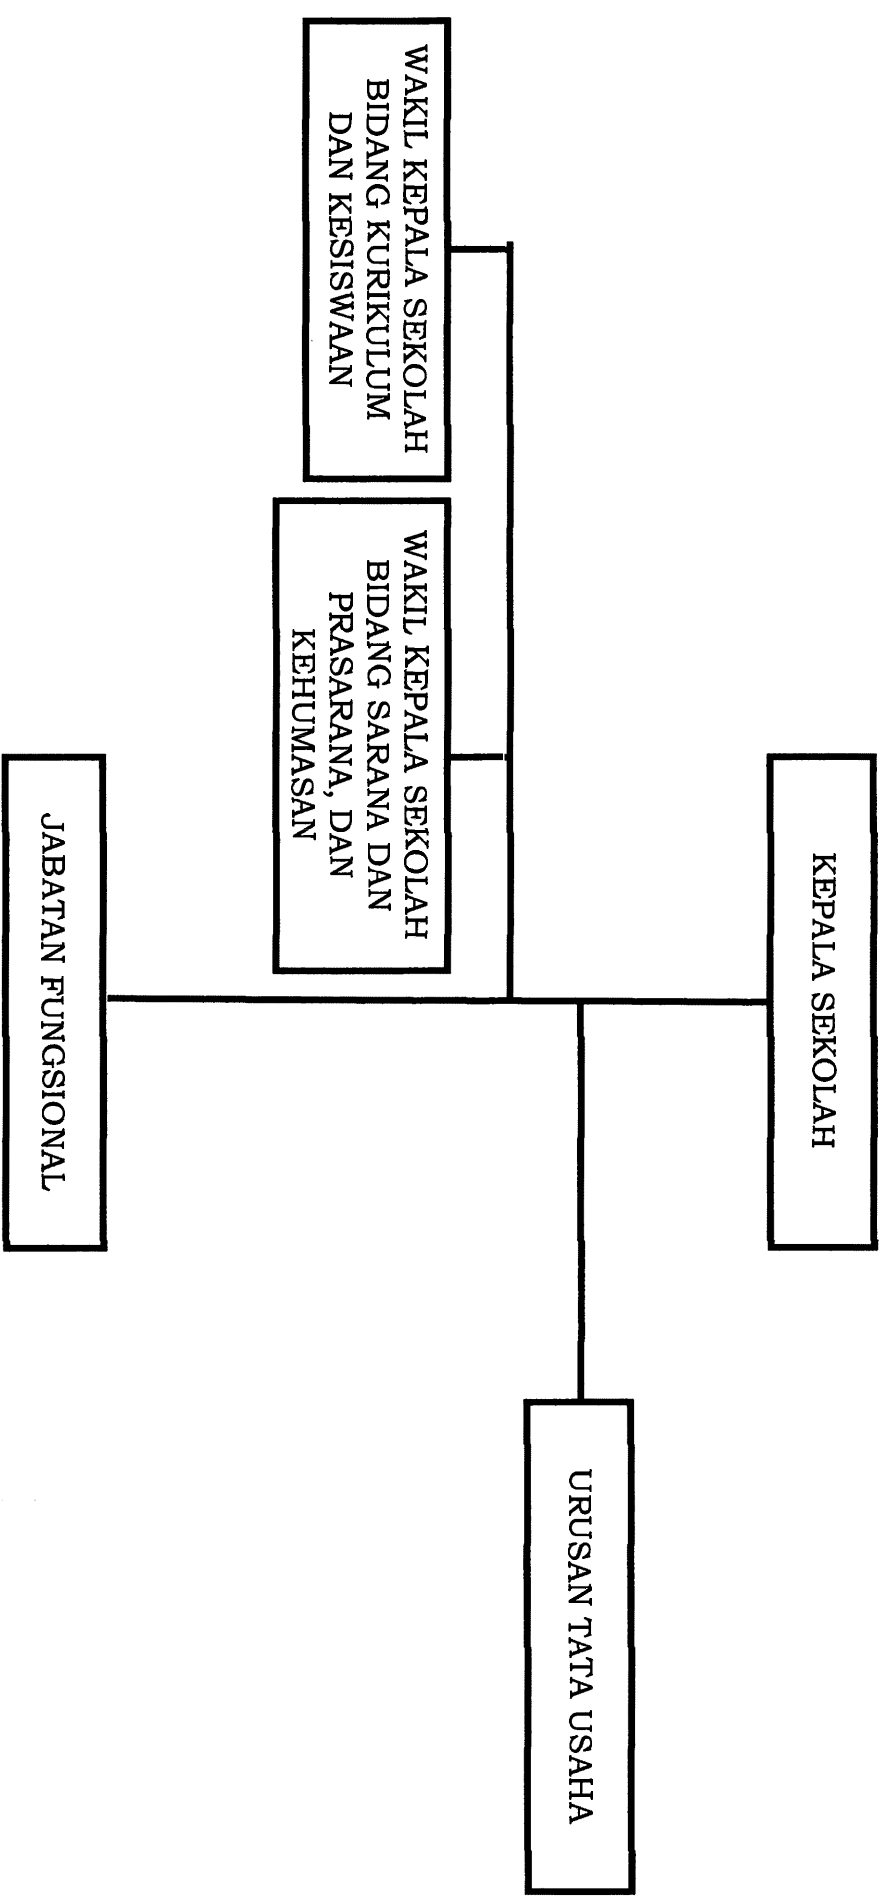 KEPALA SEKOLAH
URUSAN TATA USAHA
WAKIL KEPALA SEKOLAH
BIDANG KURIKULUM
DAN KESISWAAN
WAKIL KEPALA SEKOLAH
BIDANG SARANA DAN
PRASARANA, DAN
KEHUMASAN
JABATAN FUNGSIONAL